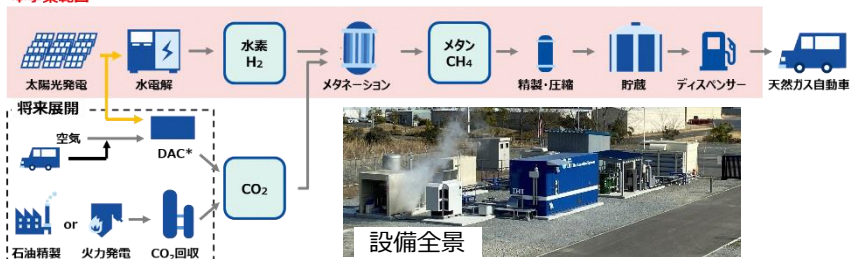 太陽光発電
水電解
水素
H₂
メタネーション
メタン
CH4
精製・圧縮
貯蔵
ディスペンサー
天然ガス自動車
将来展開
空気
DAC*
CO₂
石油精製
or
火力発電
CO₂回収
設備全景